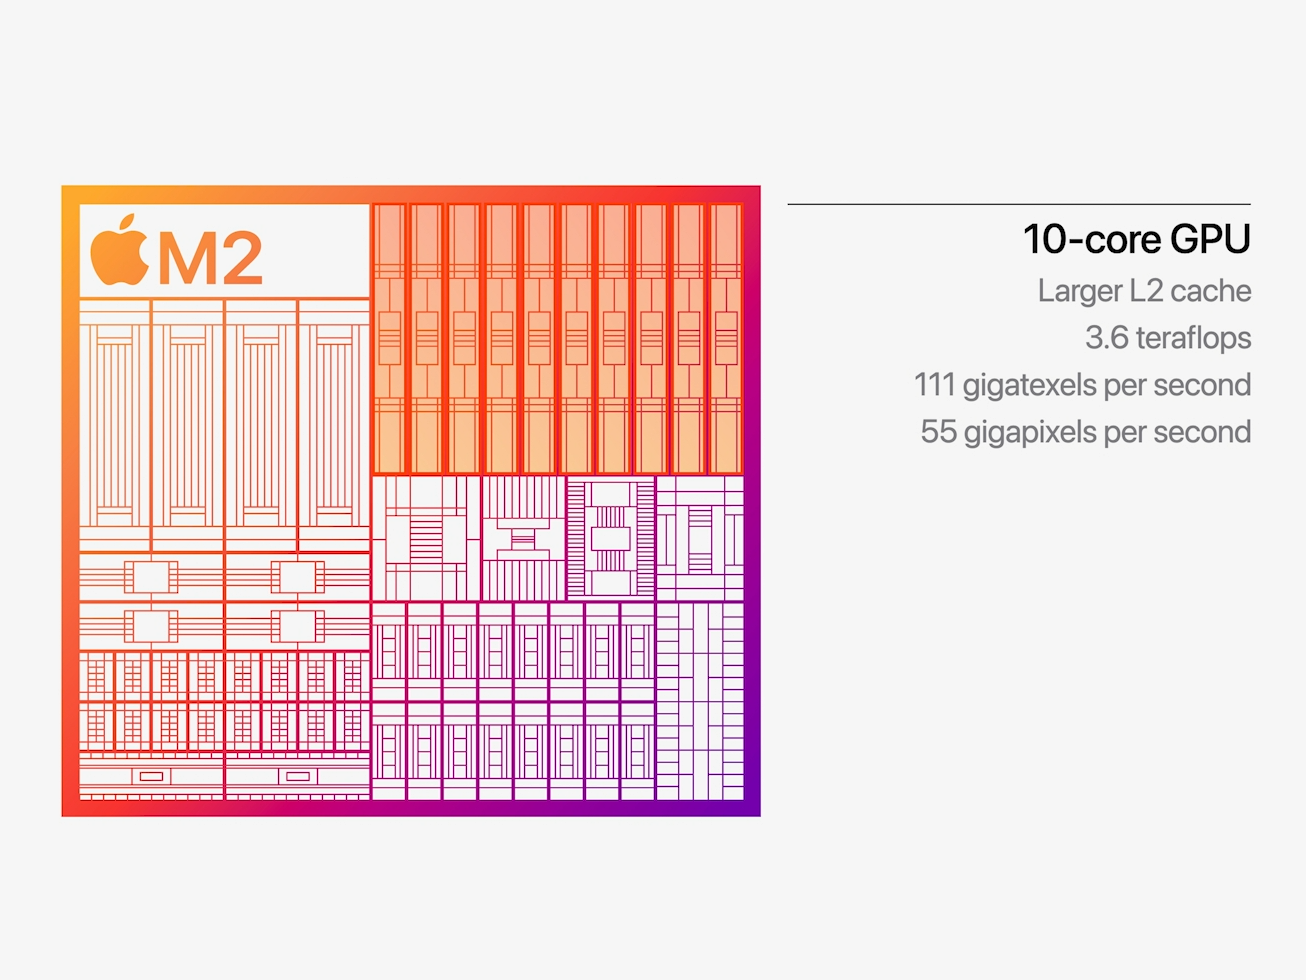 M2
10-core GPU
Larger L2 cache
3.6 teraflops
111 gigatexels per second
55 gigapixels per second